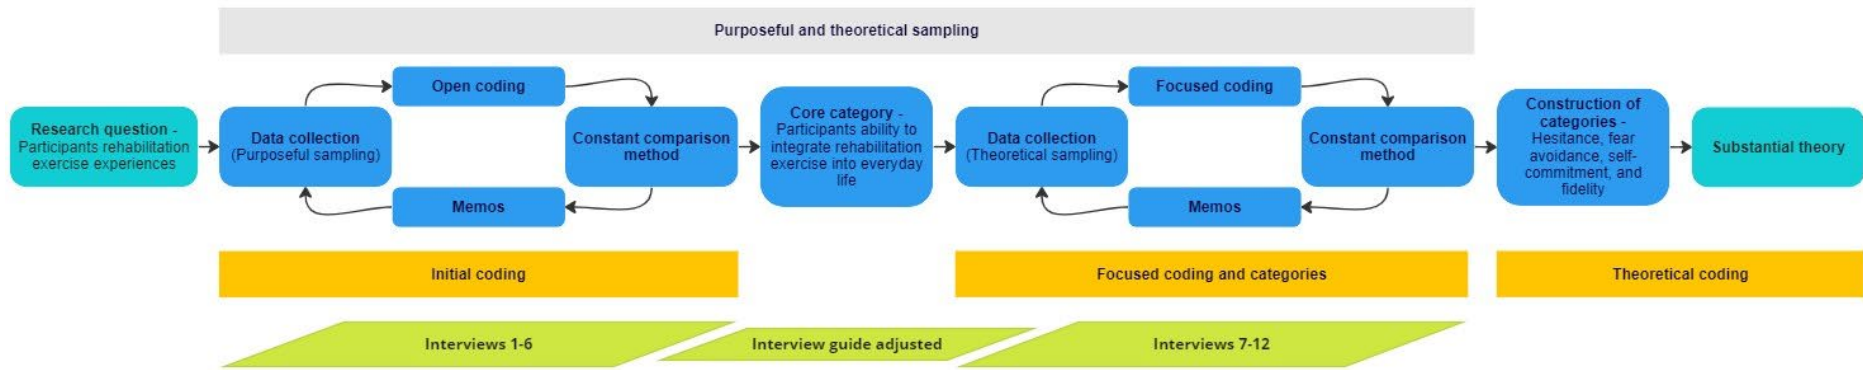 Purposeful and theoretical sampling
Research question -
Participants rehabilitation
exercise experiences
Data collection
(Purposeful sampling)
Open coding
Constant comparison
method
Memos
Core category -
Participants ability to
integrate rehabilitation
exercise into everyday
life
Data collection
(Theoretical sampling)
Focused coding
Constant comparison
method
Memos
Construction of
categories -
Hesitance, fear
avoidance, self-
commitment, and
fidelity
Substantial theory
Initial coding
Focused coding and categories
Theoretical coding
Interviews 1-6
Interview guide adjusted
Interviews 7-12